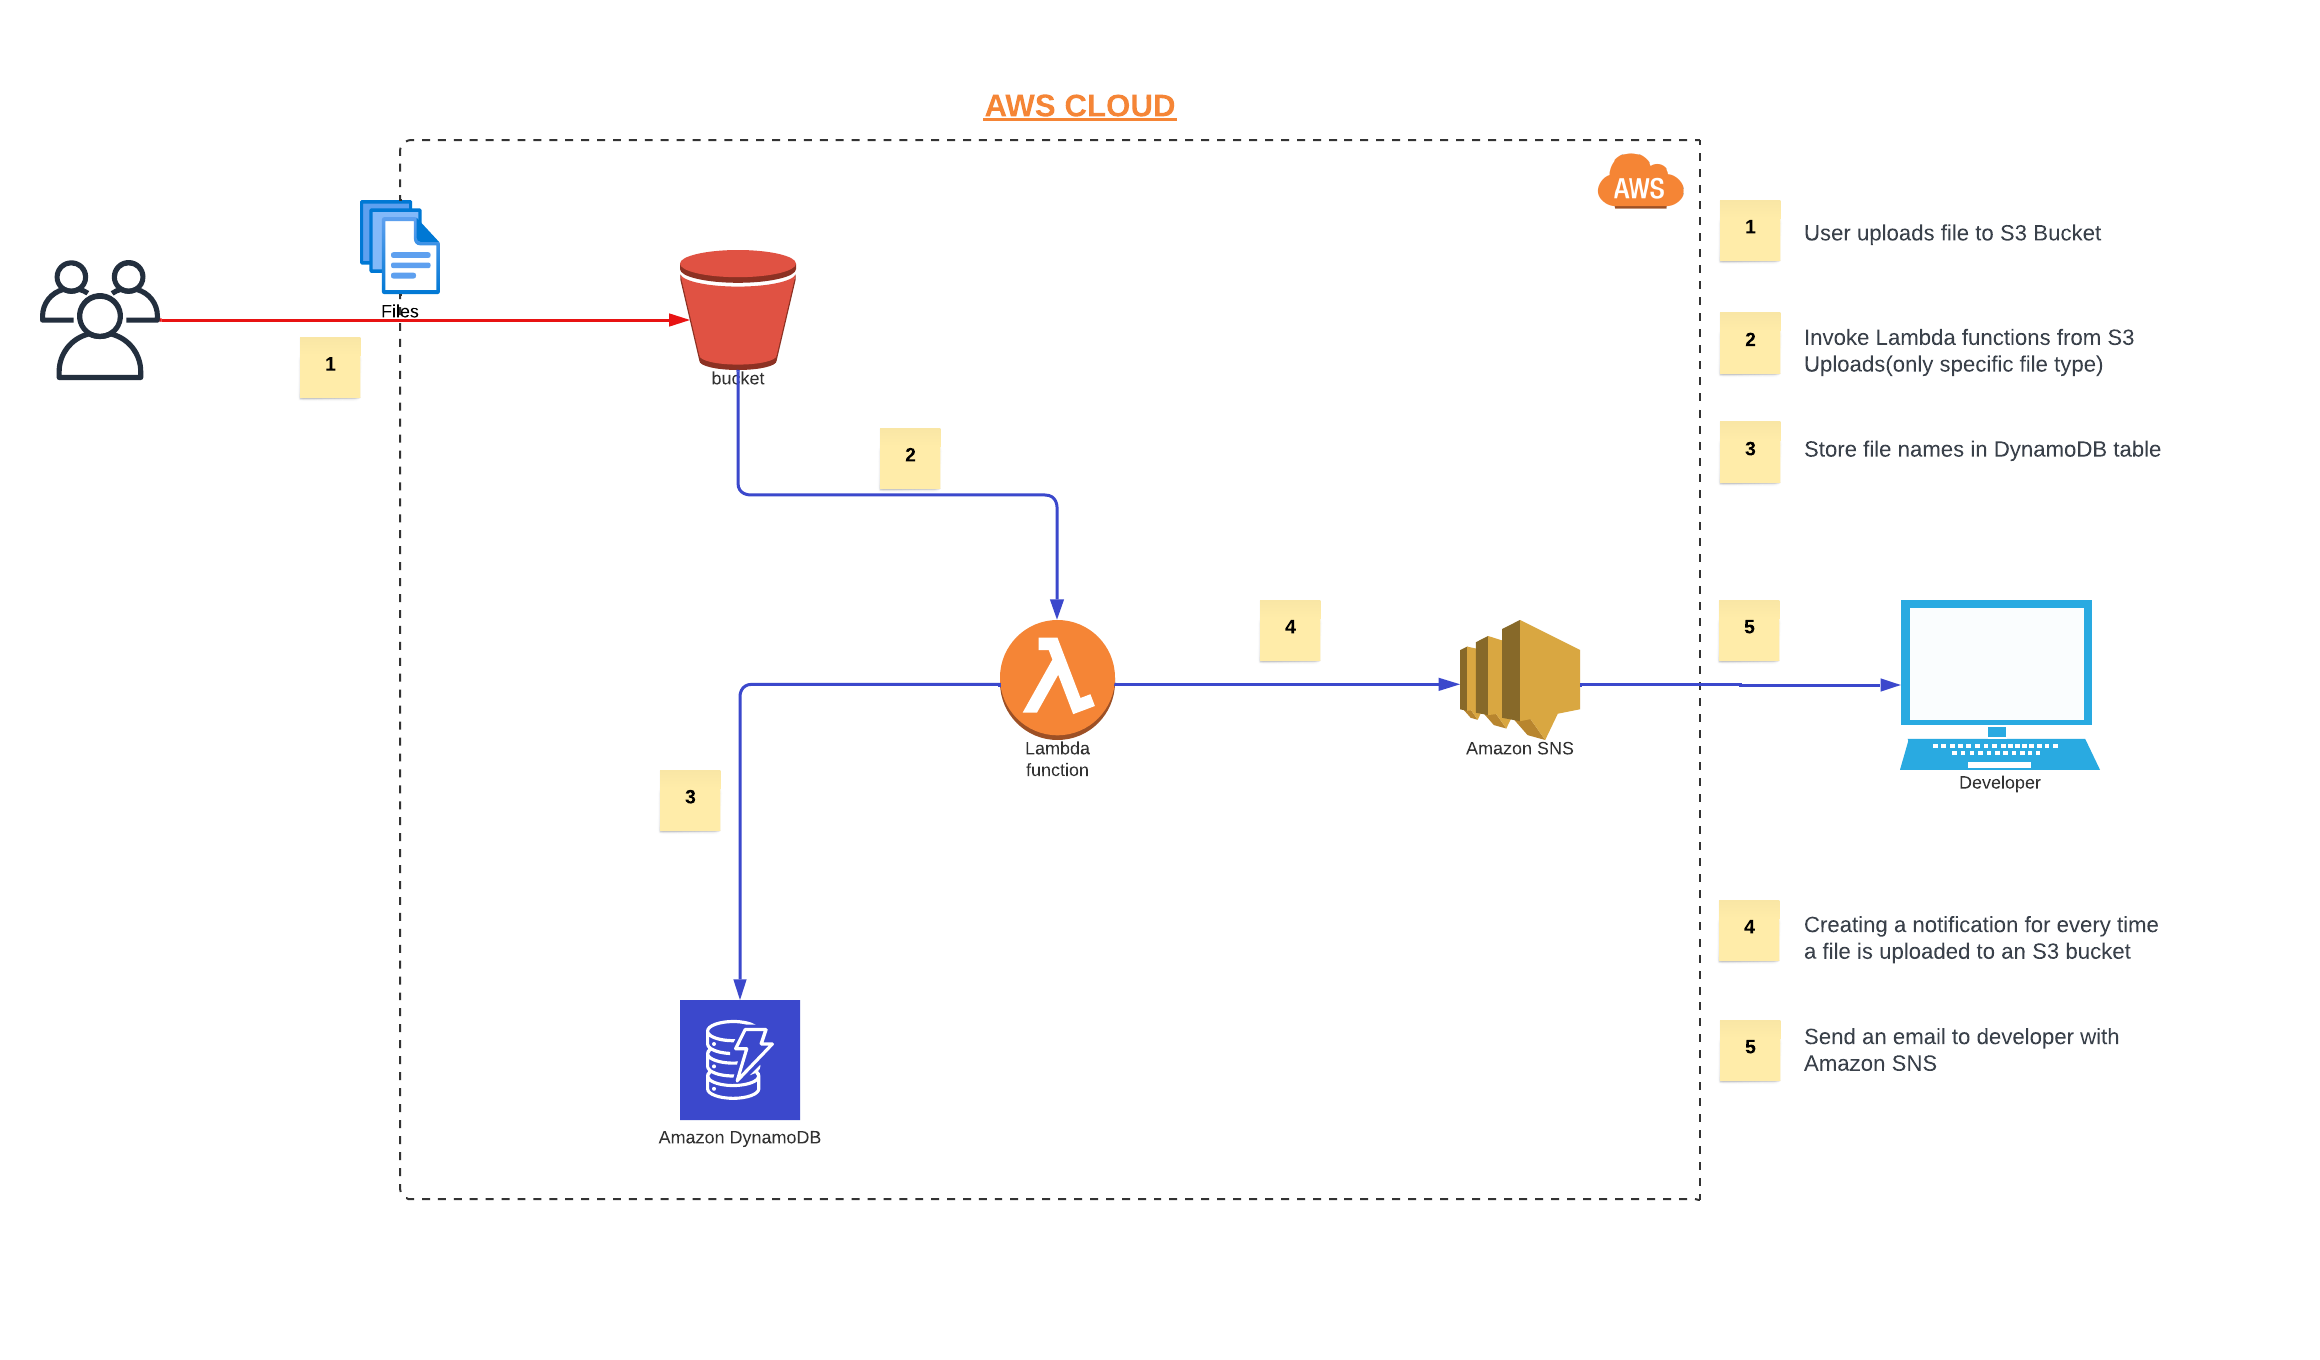 AWS CLOUD
AWS
Files
1
bucket
2
1
User uploads file to S3 Bucket
2
Invoke Lambda functions from S3
Uploads(only specific file type)
3
Store file names in DynamoDB table
Lambda
function
4
Amazon SNS
5
Developer
3
Amazon DynamoDB
4
Creating a notification for every time
a file is uploaded to an S3 bucket
5
Send an email to developer with
Amazon SNS